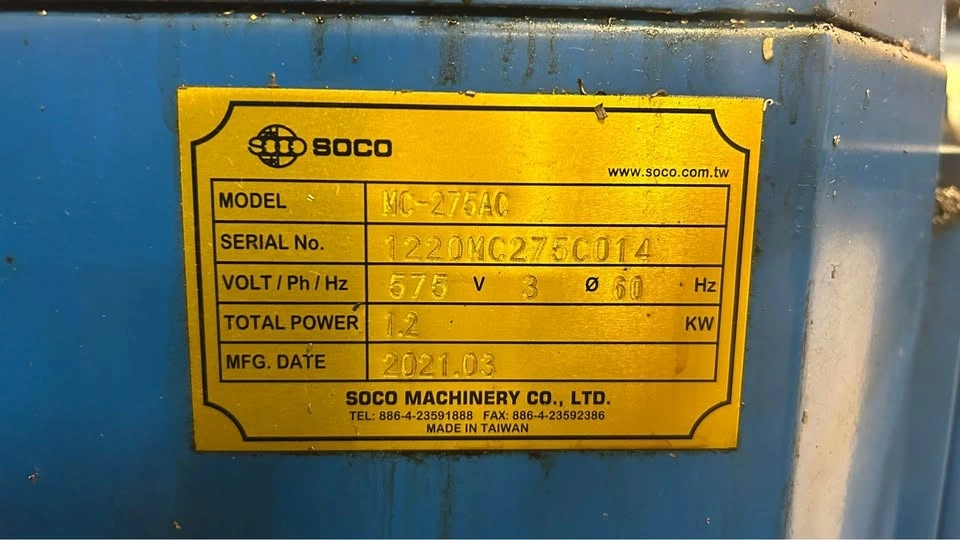 SOCO SOCO
www.soco.com.tw
MODEL MC-275AC
SERIAL No. 1220MC275C014
VOLT / Ph / Hz 575 V 3 Ø 60 Hz
TOTAL POWER 1.2 KW
MFG. DATE 2021.03
SOCO MACHINERY CO., LTD.
TEL: 886-4-23591888 FAX: 886-4-23592386
MADE IN TAIWAN